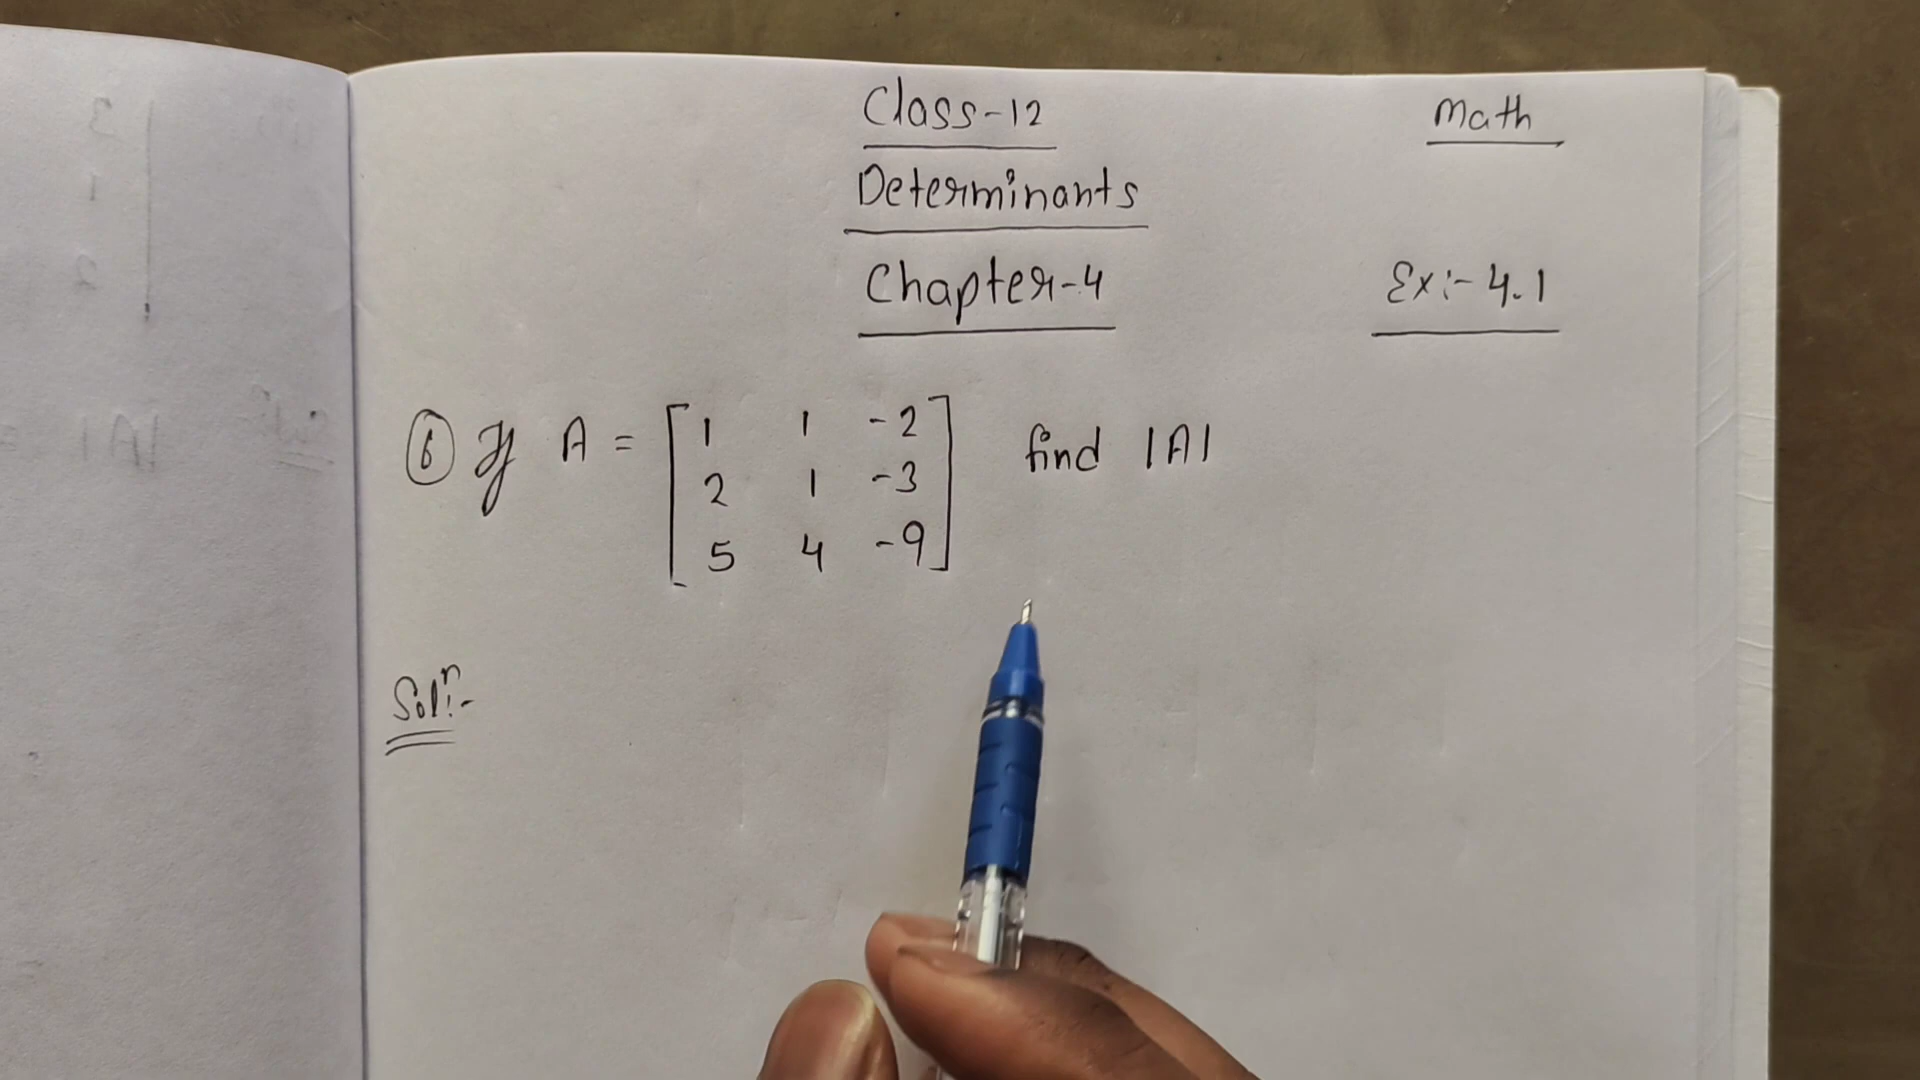 Class-12
Math
Determinants
Chapter-4
Ex:- 4.1
⑥ If A = [1 1 -2
2 1 -3
5 4 -9] find |A|
Solⁿ:-